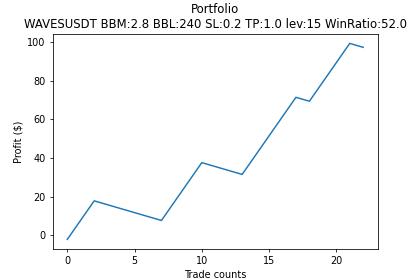 Portfolio
WAVESUSDT BBM:2.8 BBL:240 SL:0.2 TP:1.0 lev:15 WinRatio:52.0
100
80
60
40
20
0
Profit ($)
0
5
10
15
20
Trade counts